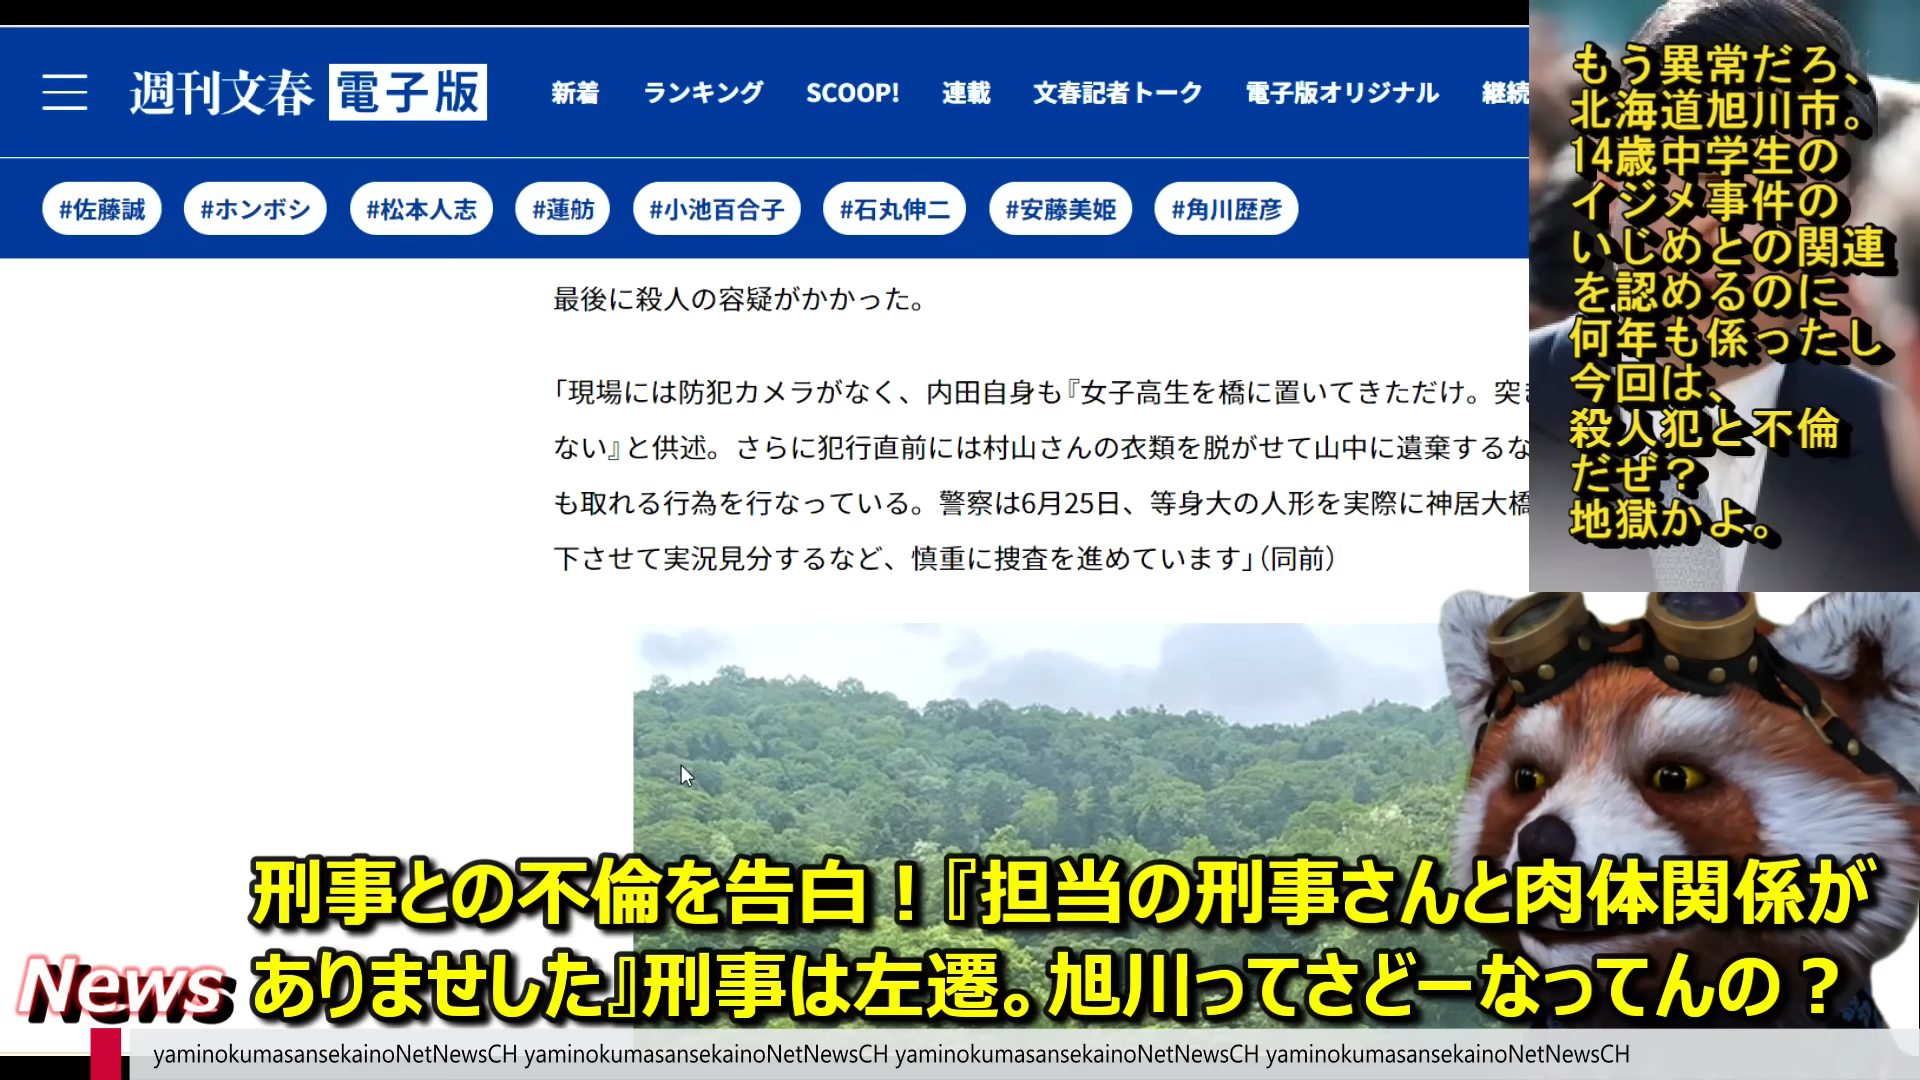 週刊文春 電子版
新着 ランキング SCOOP! 連載 文春記者トーク 電子版オリジナル 継続
#佐藤誠 #ホンボシ #松本人志 #蓮舫 #小池百合子 #石丸伸二 #安藤美姫 #角川歴彦
最後に殺人の容疑がかかった。
「現場には防犯カメラがなく、内田自身も『女子高生を橋に置いてきただけ。突き
ない』と供述。さらに犯行直前には村山さんの衣類を脱がせて山中に遺棄するな
も取れる行為を行なっている。警察は6月25日、等身大の人形を実際に神居大橋
下させて実況見分するなど、慎重に捜査を進めています」（同前）
もう異常だろ、
北海道旭川市。
14歳中学生の
イジメ事件の
いじめとの関連
を認めるのに
何年も係ったし
今回は、
殺人犯と不倫
だぜ？
地獄かよ。
刑事との不倫を告白！『担当の刑事さんと肉体関係が
ありませした』刑事は左遷。旭川ってさどーなってんの？
News
yaminokumasansekainoNetNewsCH yaminokumasansekainoNetNewsCH yaminokumasansekainoNetNewsCH yaminokumasansekainoNetNewsCH